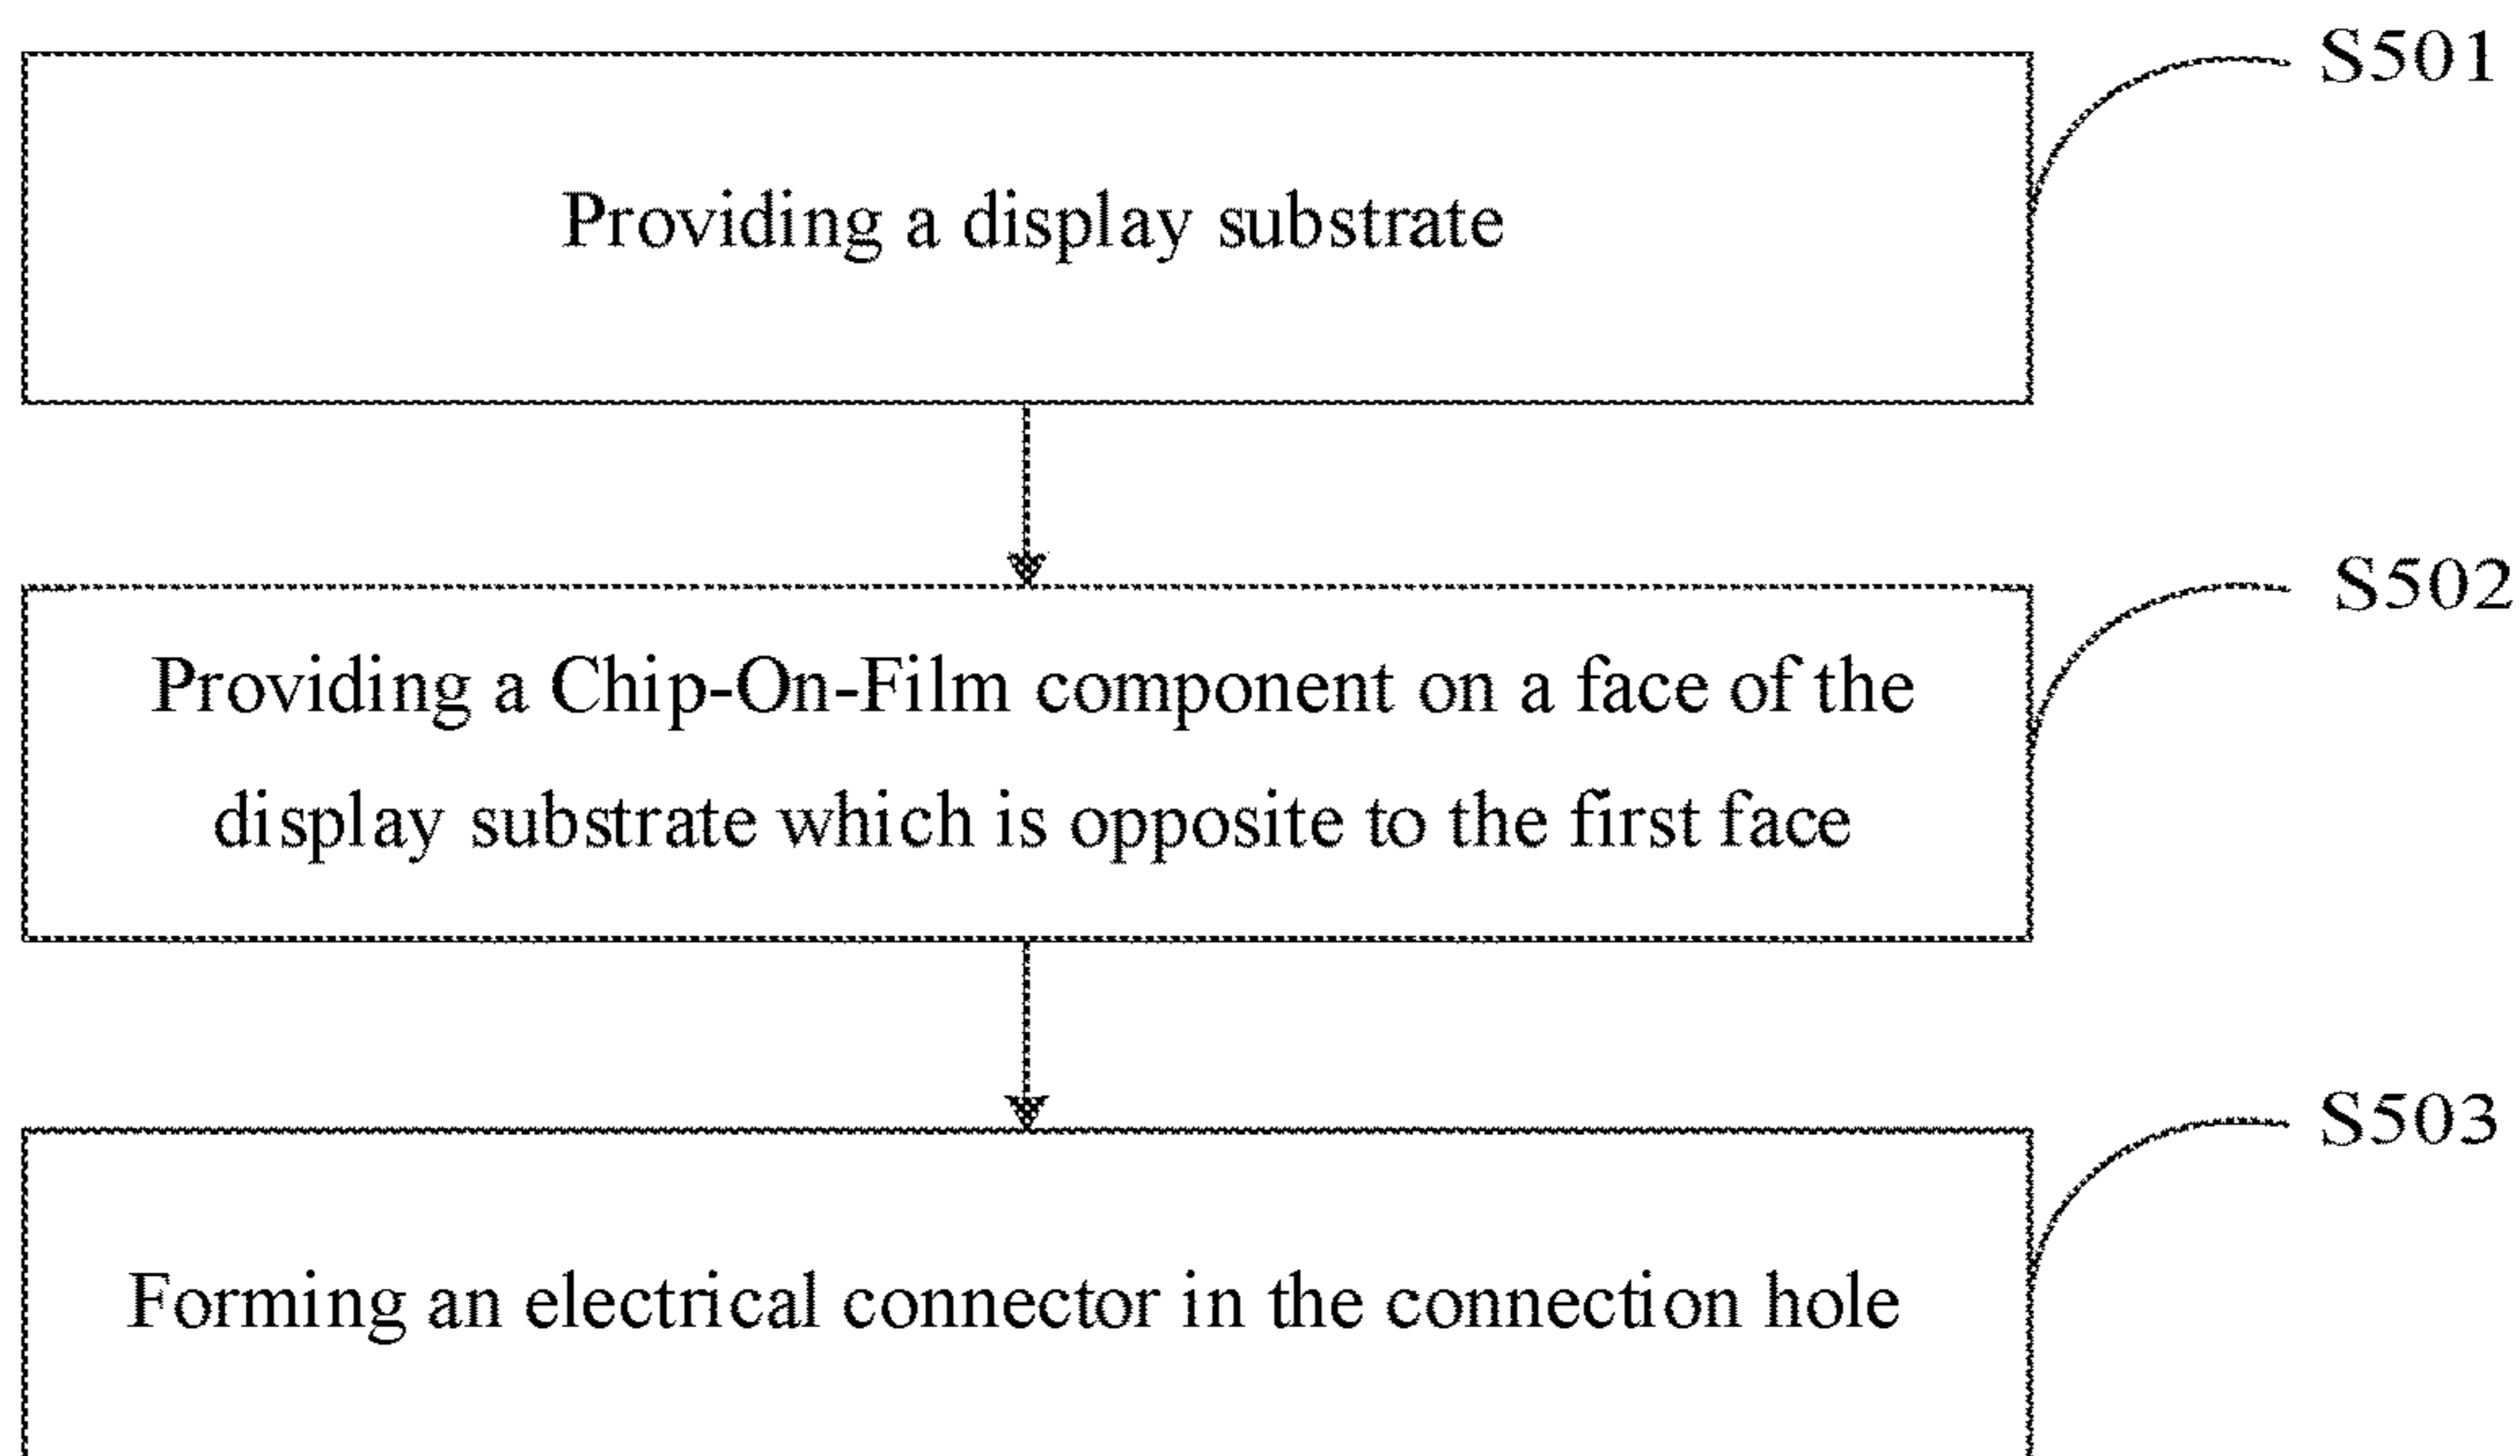 S501
Providing a display substrate
S502
Providing a Chip-On-Film component on a face of the
display substrate which is opposite to the first face
S503
Forming an electrical connector in the connection hole